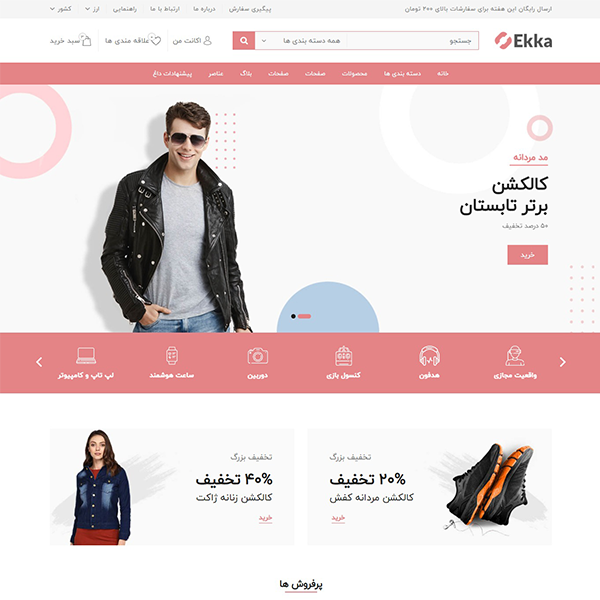 ارسال رایگان این هفته برای سفارشات بالای ۲۰۰ تومان
پیگیری سفارش درباره ما ارتباط با ما راهنمایی ارز کشور
Ekka
جستجو همه دسته بندی ها
اکانت من
علاقه مندی ها
سبد خرید
خانه دسته بندی ها محصولات صفحات صفحات بلاگ عناصر پیشنهادات داغ
مد مردانه
کالکشن
برتر تابستان
۵۰ درصد تخفیف
خرید
واقعیت مجازی هدفون کنسول بازی دوربین ساعت هوشمند لپ تاپ و کامپیوتر
تخفیف بزرگ
۲۰% تخفیف
کالکشن مردانه کفش
خرید
تخفیف بزرگ
۴۰% تخفیف
کالکشن زنانه ژاکت
خرید
پرفروش ها